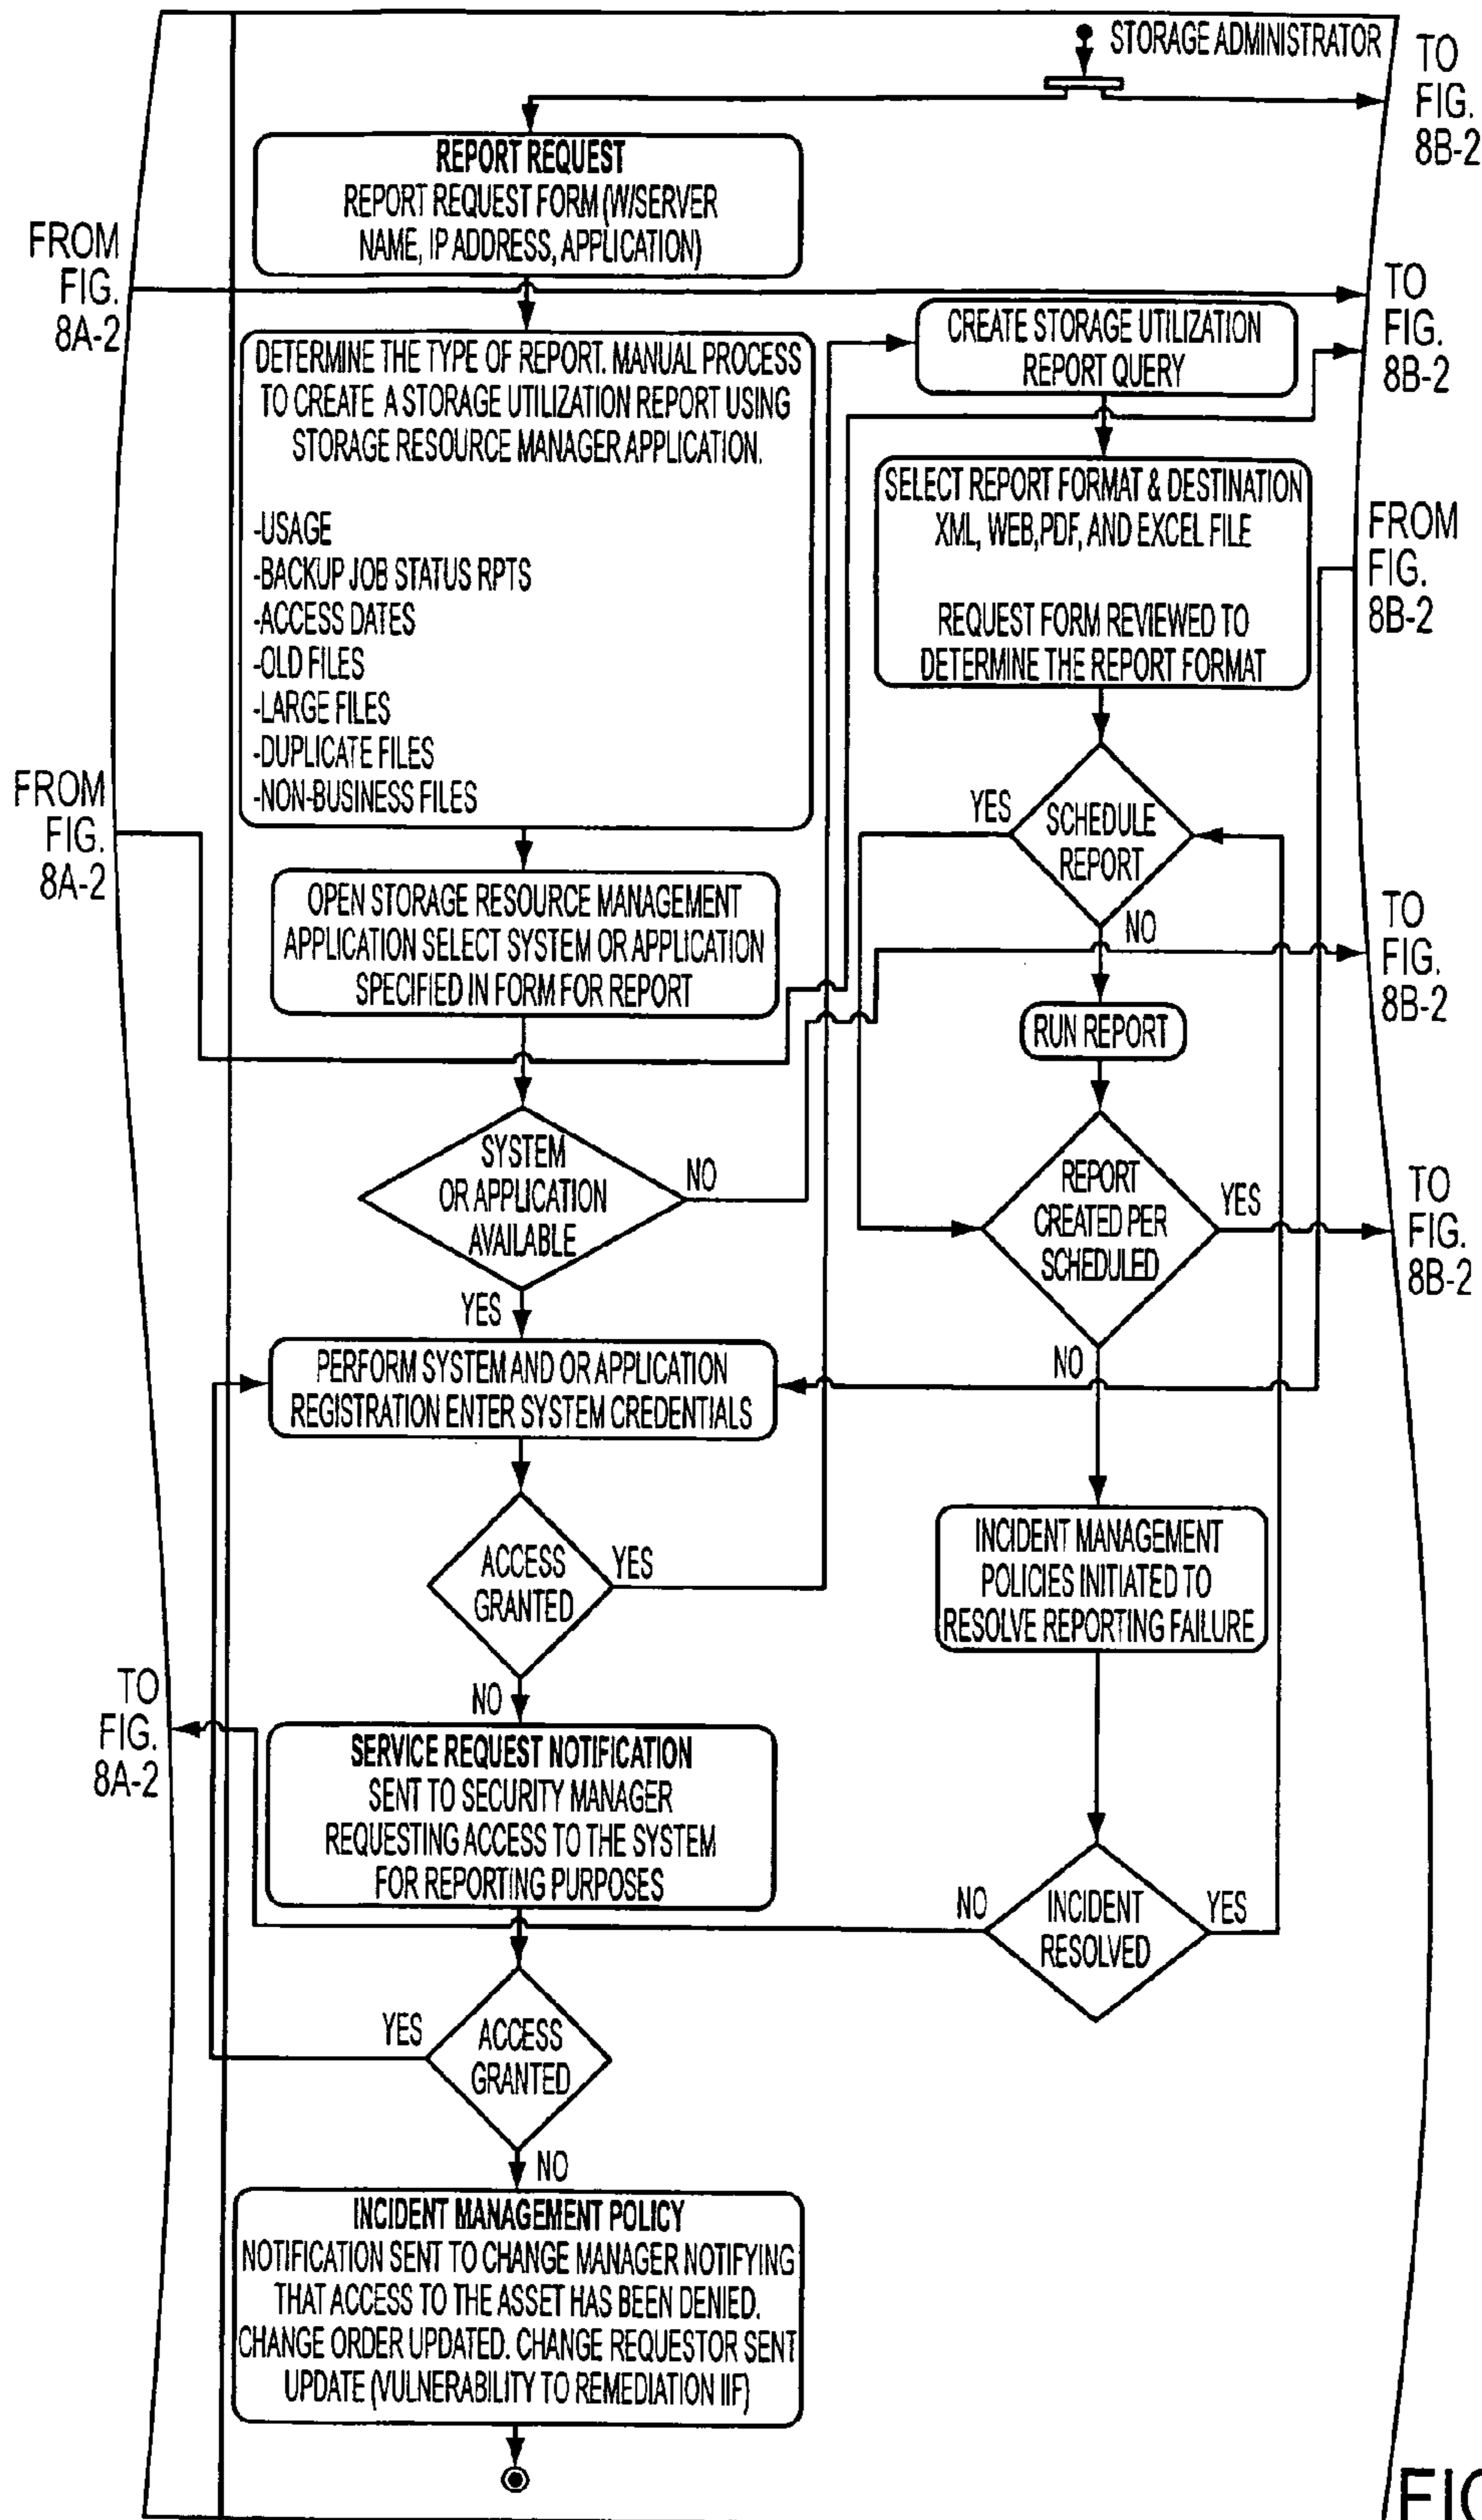 STORAGE ADMINISTRATOR
TO
FIG.
8B-2
REPORT REQUEST
REPORT REQUEST FORM (W/SERVER
NAME, IP ADDRESS, APPLICATION)
FROM
FIG.
8A-2
TO
FIG.
8B-2
CREATE STORAGE UTILIZATION
REPORT QUERY
DETERMINE THE TYPE OF REPORT. MANUAL PROCESS
TO CREATE A STORAGE UTILIZATION REPORT USING
STORAGE RESOURCE MANAGER APPLICATION.
-USAGE
-BACKUP JOB STATUS RPTS
-ACCESS DATES
-OLD FILES
-LARGE FILES
-DUPLICATE FILES
-NON-BUSINESS FILES
SELECT REPORT FORMAT & DESTINATION
XML, WEB, PDF, AND EXCEL FILE
REQUEST FORM REVIEWED TO
DETERMINE THE REPORT FORMAT
FROM
FIG.
8B-2
FROM
FIG.
8A-2
YES
SCHEDULE
REPORT
NO
OPEN STORAGE RESOURCE MANAGEMENT
APPLICATION SELECT SYSTEM OR APPLICATION
SPECIFIED IN FORM FOR REPORT
TO
FIG.
8B-2
RUN REPORT
SYSTEM
OR APPLICATION
AVAILABLE
NO
YES
REPORT
CREATED PER
SCHEDULED
YES
NO
TO
FIG.
8B-2
PERFORM SYSTEM AND OR APPLICATION
REGISTRATION ENTER SYSTEM CREDENTIALS
ACCESS
GRANTED
YES
NO
INCIDENT MANAGEMENT
POLICIES INITIATED TO
RESOLVE REPORTING FAILURE
TO
FIG.
8A-2
SERVICE REQUEST NOTIFICATION
SENT TO SECURITY MANAGER
REQUESTING ACCESS TO THE SYSTEM
FOR REPORTING PURPOSES
NO
INCIDENT
RESOLVED
YES
YES
ACCESS
GRANTED
NO
INCIDENT MANAGEMENT POLICY
NOTIFICATION SENT TO CHANGE MANAGER NOTIFYING
THAT ACCESS TO THE ASSET HAS BEEN DENIED.
CHANGE ORDER UPDATED. CHANGE REQUESTOR SENT
UPDATE (VULNERABILITY TO REMEDIATION IIF)